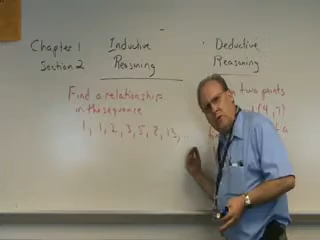 Chapter 1
Section 2
Inductive
Reasoning
Find a relationship
in the sequence
1, 1, 2, 3, 5, 8, 13,
Deductive
Reasoning
two points